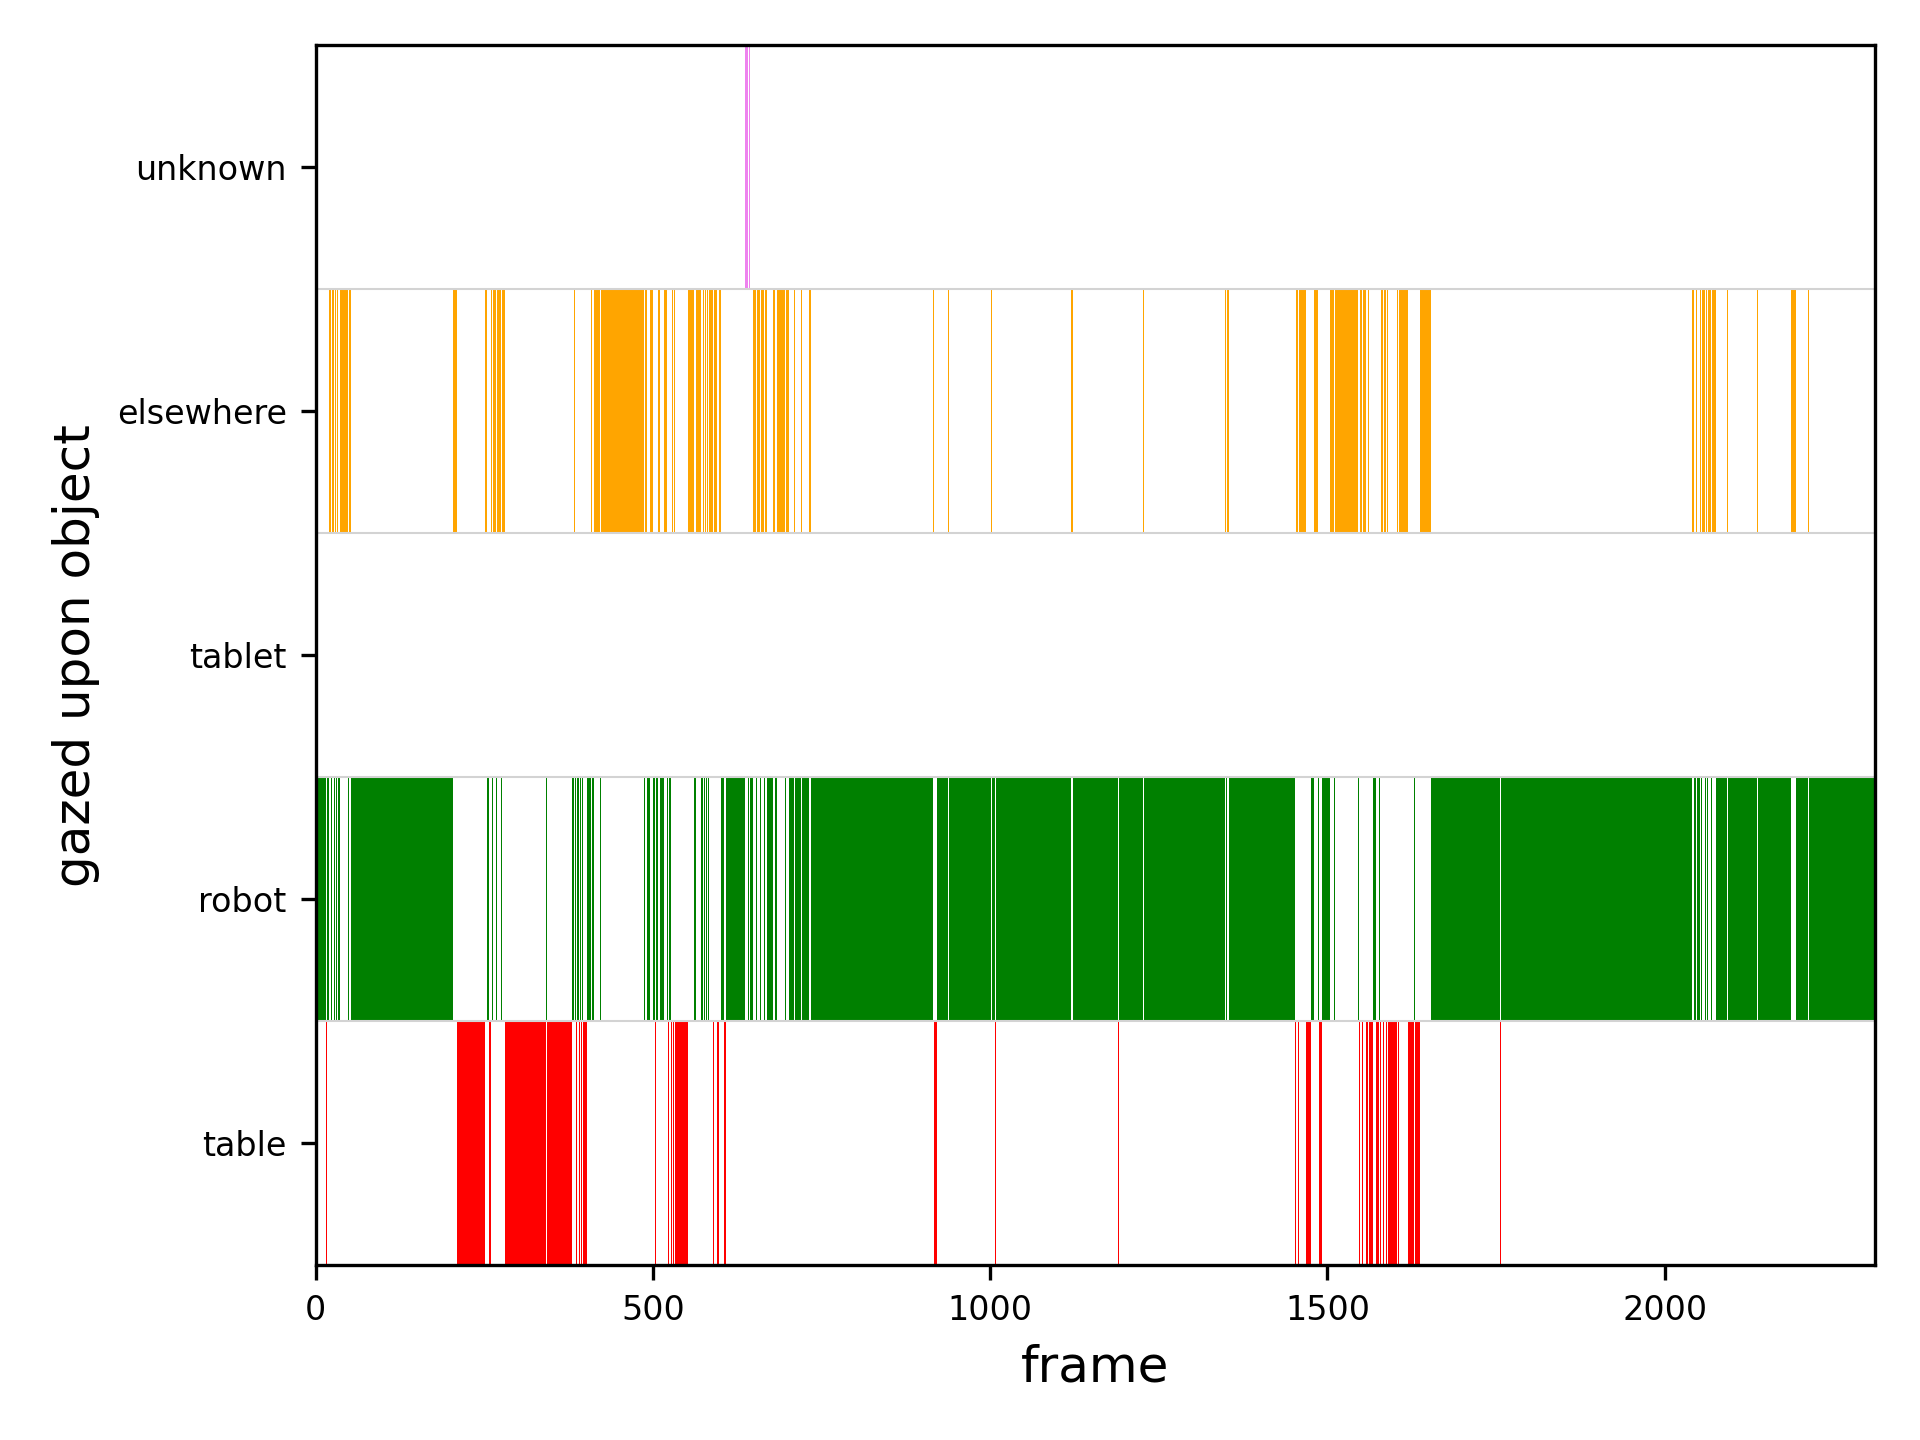 gazed upon object
unknown
elsewhere
tablet
robot
table
0 500 1000 1500 2000
frame